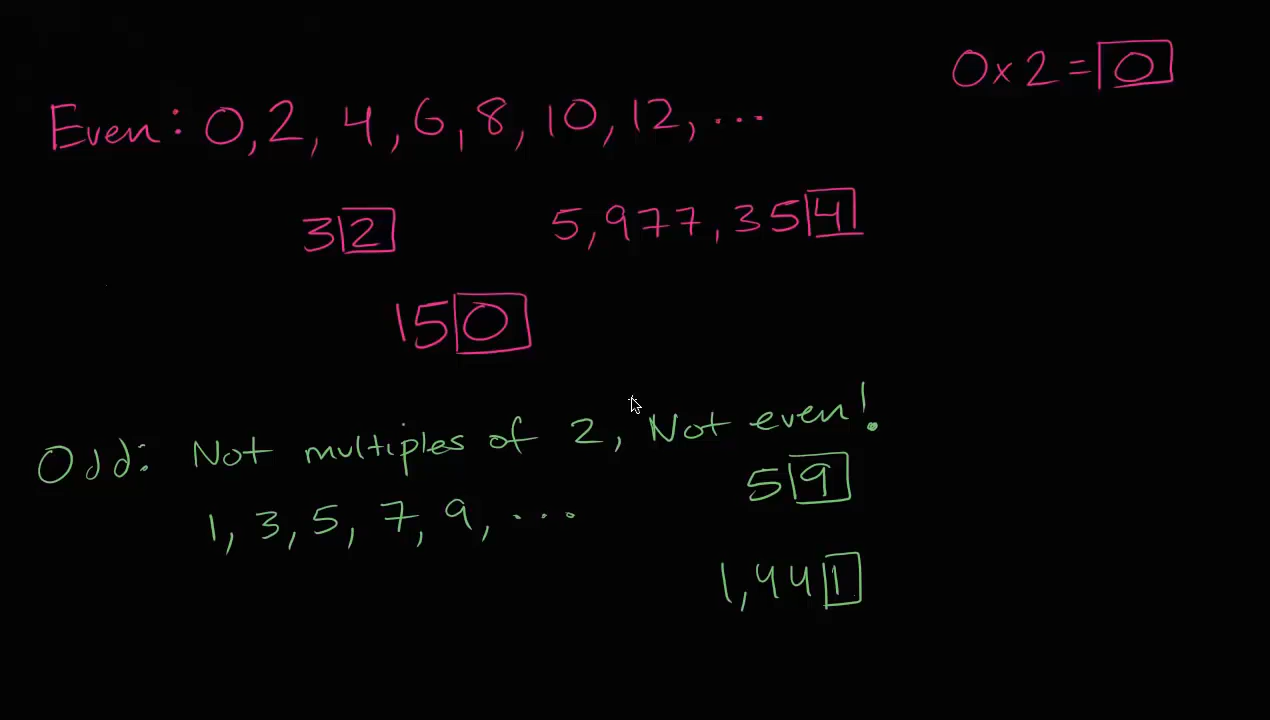 0 x 2 = 0
Even: 0, 2, 4, 6, 8, 10, 12, ...
32
5,977,354
150
Odd: Not multiples of 2, Not even!
59
1, 3, 5, 7, 9, ...
1,441